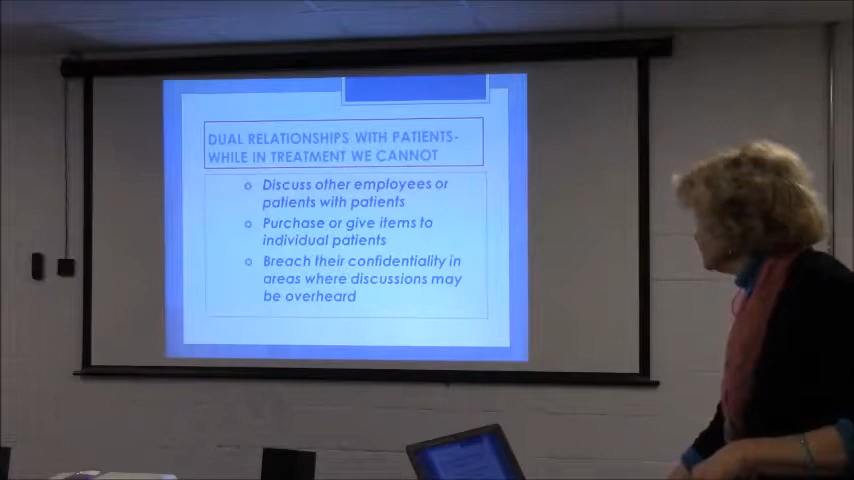 DUAL RELATIONSHIPS WITH PATIENTS-
WHILE IN TREATMENT WE CANNOT
Discuss other employees or
patients with patients
Purchase or give items to
individual patients
Breach their confidentiality in
areas where discussions may
be overheard